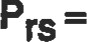 Prs =